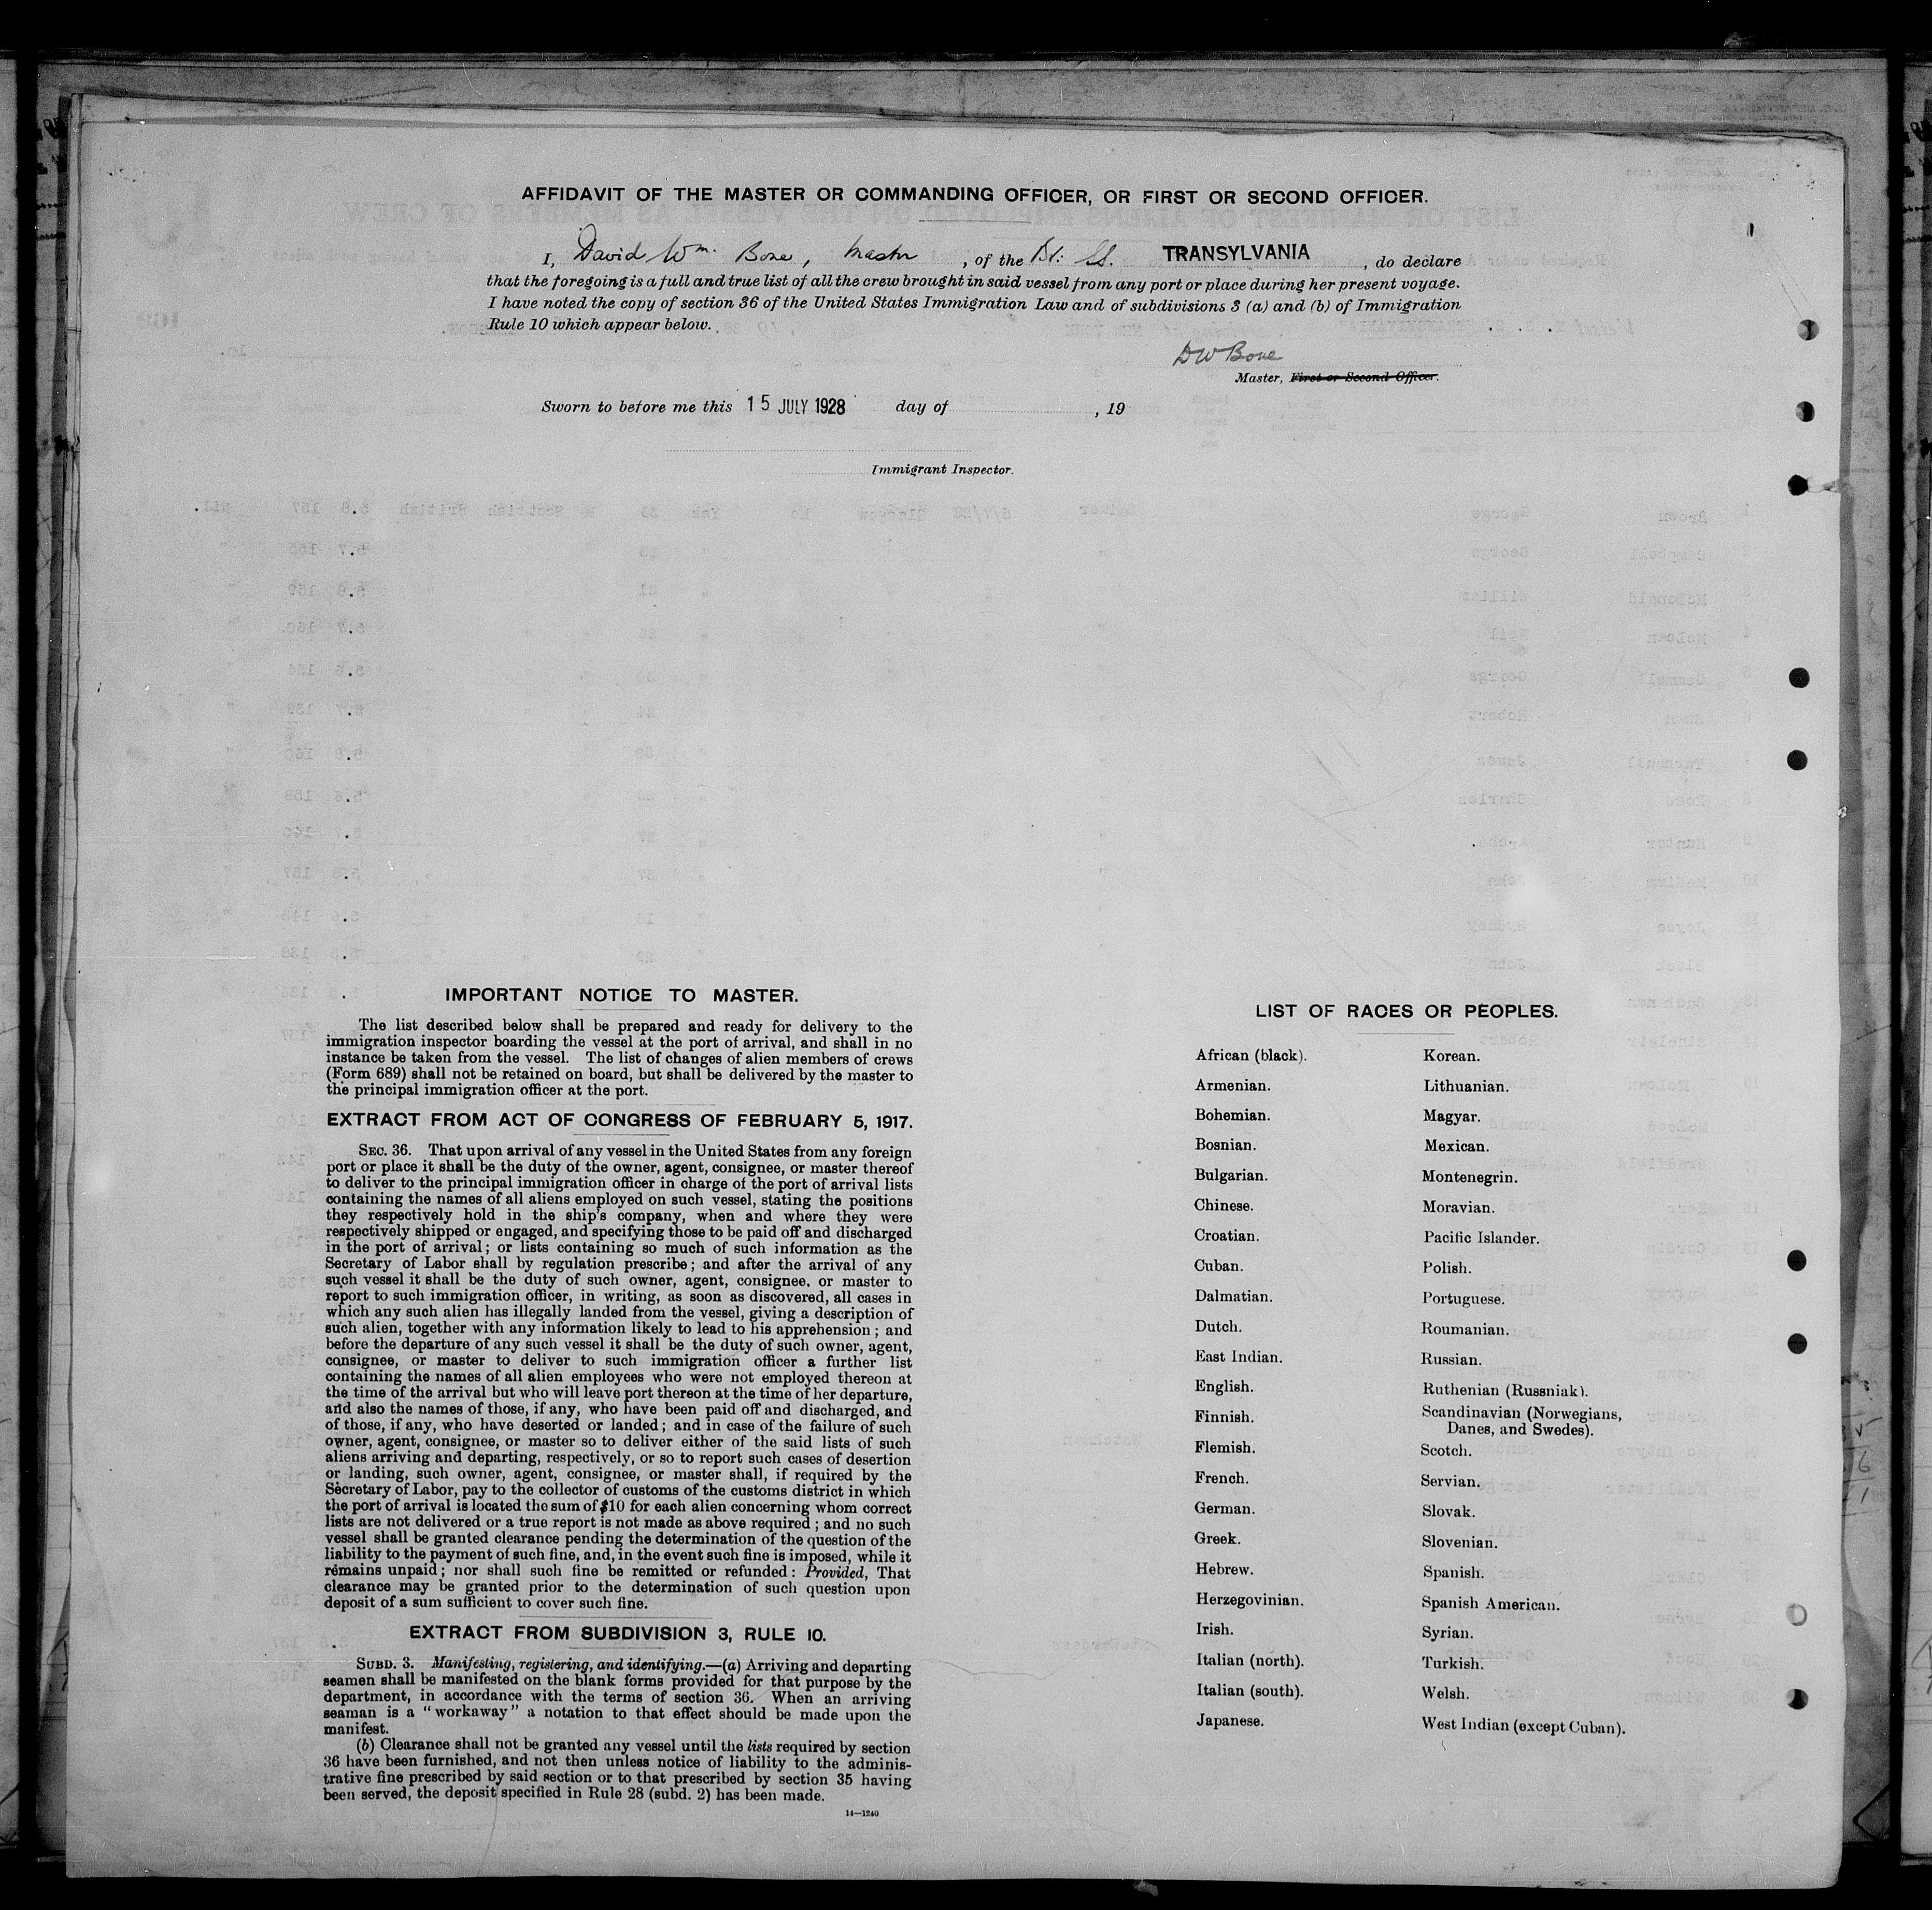 AFFIDAVIT OF THE MASTER OR COMMANDING OFFICER, OR FIRST OR SECOND OFFICER.
I, David Wm. Bone, Master, of the Br: SS. TRANSYLVANIA, do declare
that the foregoing is a full and true list of all the crew brought in said vessel from any port or place during her present voyage.
I have noted the copy of section 36 of the United States Immigration Law and of subdivisions 3 (a) and (b) of Immigration
Rule 10 which appear below.
DW Bone
Master, First or Second Officer.
Sworn to before me this 15 JULY 1928 day of , 19
Immigrant Inspector.
IMPORTANT NOTICE TO MASTER.
The list described below shall be prepared and ready for delivery to the
immigration inspector boarding the vessel at the port of arrival, and shall in no
instance be taken from the vessel. The list of changes of alien members of crews
(Form 689) shall not be retained on board, but shall be delivered by the master to
the principal immigration officer at the port.
EXTRACT FROM ACT OF CONGRESS OF FEBRUARY 5, 1917.
SEC. 36. That upon arrival of any vessel in the United States from any foreign
port or place it shall be the duty of the owner, agent, consignee, or master thereof
to deliver to the principal immigration officer in charge of the port of arrival lists
containing the names of all aliens employed on such vessel, stating the positions
they respectively hold in the ship's company, when and where they were
respectively shipped or engaged, and specifying those to be paid off and discharged
in the port of arrival; or lists containing so much of such information as the
Secretary of Labor shall by regulation prescribe; and after the arrival of any
such vessel it shall be the duty of such owner, agent, consignee, or master to
report to such immigration officer, in writing, as soon as discovered, all cases in
which any such alien has illegally landed from the vessel, giving a description of
such alien, together with any information likely to lead to his apprehension; and
before the departure of any such vessel it shall be the duty of such owner, agent,
consignee, or master to deliver to such immigration officer a further list
containing the names of all alien employees who were not employed thereon at
the time of the arrival but who will leave port thereon at the time of her departure,
and also the names of those, if any, who have been paid off and discharged, and
of those, if any, who have deserted or landed; and in case of the failure of such
owner, agent, consignee, or master so to deliver either of the said lists of such
aliens arriving and departing, respectively, or so to report such cases of desertion
or landing, such owner, agent, consignee, or master shall, if required by the
Secretary of Labor, pay to the collector of customs of the customs district in which
the port of arrival is located the sum of $10 for each alien concerning whom correct
lists are not delivered or a true report is not made as above required; and no such
vessel shall be granted clearance pending the determination of the question of the
liability to the payment of such fine, and, in the event such fine is imposed, while it
remains unpaid; nor shall such fine be remitted or refunded: Provided, That
clearance may be granted prior to the determination of such question upon
deposit of a sum sufficient to cover such fine.
EXTRACT FROM SUBDIVISION 3, RULE 10.
SUBD. 3. Manifesting, registering, and identifying.—(a) Arriving and departing
seamen shall be manifested on the blank forms provided for that purpose by the
department, in accordance with the terms of section 36. When an arriving
seaman is a "workaway" a notation to that effect should be made upon the
manifest.
(b) Clearance shall not be granted any vessel until the lists required by section
36 have been furnished, and not then unless notice of liability to the adminis-
trative fine prescribed by said section or to that prescribed by section 35 having
been served, the deposit specified in Rule 28 (subd. 2) has been made.
14—1240
LIST OF RACES OR PEOPLES.
African (black).
Armenian.
Bohemian.
Bosnian.
Bulgarian.
Chinese.
Croatian.
Cuban.
Dalmatian.
Dutch.
East Indian.
English.
Finnish.
Flemish.
French.
German.
Greek.
Hebrew.
Herzegovinian.
Irish.
Italian (north).
Italian (south).
Japanese.
Korean.
Lithuanian.
Magyar.
Mexican.
Montenegrin.
Moravian.
Pacific Islander.
Polish.
Portuguese.
Roumanian.
Russian.
Ruthenian (Russniak).
Scandinavian (Norwegians,
Danes, and Swedes).
Scotch.
Servian.
Slovak.
Slovenian.
Spanish.
Spanish American.
Syrian.
Turkish.
Welsh.
West Indian (except Cuban).